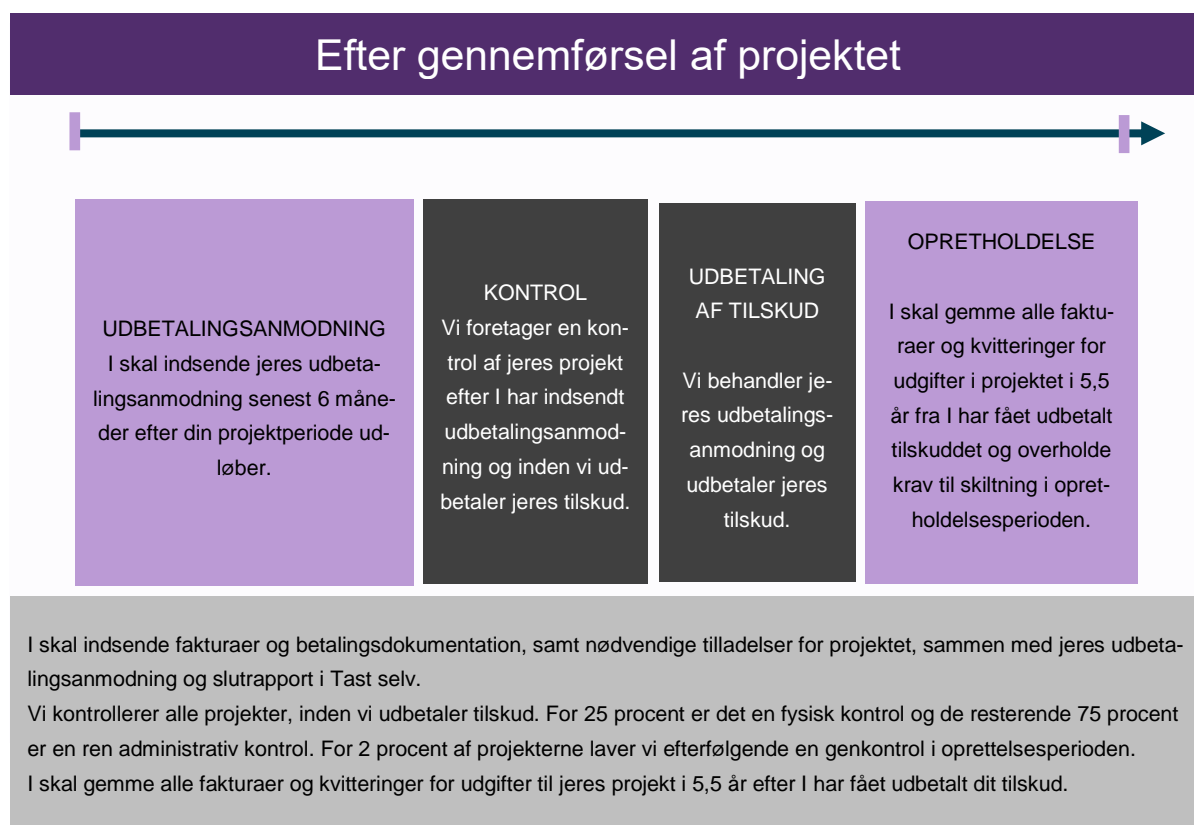 Efter gennemførsel af projektet
UDBETALINGSANMODNING
I skal indsende jeres udbeta-
lingsanmodning senest 6 måne-
der efter din projektperiode ud-
løber.
KONTROL
Vi foretager en kon-
trol af jeres projekt
efter I har indsendt
udbetalingsanmod-
ning og inden vi ud-
betaler jeres tilskud.
UDBETALING
AF TILSKUD
Vi behandler je-
res udbetalings-
anmodning og
udbetaler jeres
tilskud.
OPRETHOLDELSE
I skal gemme alle faktu-
raer og kvitteringer for
udgifter i projektet i 5,5
år fra I har fået udbetalt
tilskuddet og overholde
krav til skiltning i opret-
holdelsesperioden.
I skal indsende fakturaer og betalingsdokumentation, samt nødvendige tilladelser for projektet, sammen med jeres udbeta-
lingsanmodning og slutrapport i Tast selv.
Vi kontrollerer alle projekter, inden vi udbetaler tilskud. For 25 procent er det en fysisk kontrol og de resterende 75 procent
er en ren administrativ kontrol. For 2 procent af projekterne laver vi efterfølgende en genkontrol i oprettelsesperioden.
I skal gemme alle fakturaer og kvitteringer for udgifter til jeres projekt i 5,5 år efter I har fået udbetalt dit tilskud.